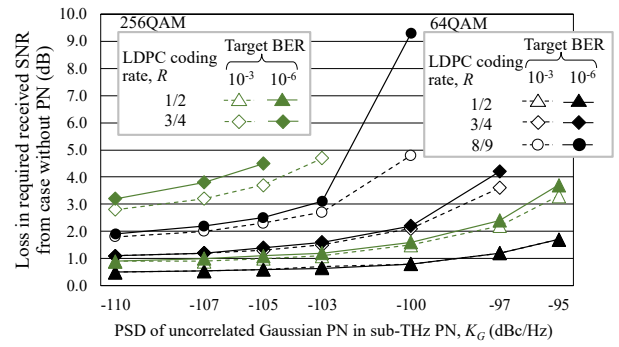 256QAM
64QAM
LDPC coding rate, R
Target BER
10-3 10-6
1/2
3/4
LDPC coding rate, R
Target BER
10-3 10-6
1/2
3/4
8/9
Loss in required received SNR
from case without PN (dB)
10.0
9.0
8.0
7.0
6.0
5.0
4.0
3.0
2.0
1.0
0.0
-110 -107 -105 -103 -100 -97 -95
PSD of uncorrelated Gaussian PN in sub-THz PN, KG (dBc/Hz)